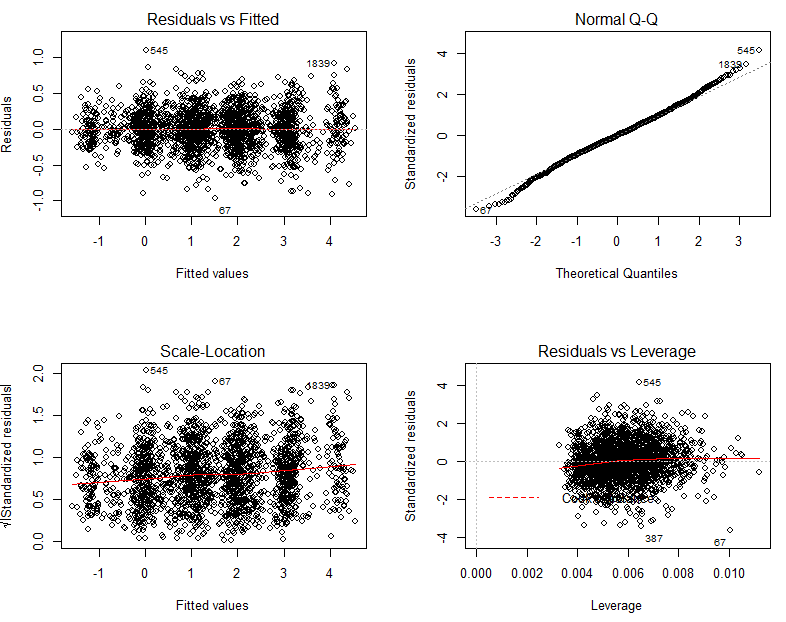 Residuals vs Fitted
Residuals
1.0
0.5
0.0
-0.5
-1.0
545
1839
67
-1 0 1 2 3 4
Fitted values
Normal Q-Q
Standardized residuals
4
2
0
-2
545
1839
67
-3 -2 -1 0 1 2 3
Theoretical Quantiles
Scale-Location
√|Standardized residuals|
2.0
1.5
1.0
0.5
0.0
545
67
1839
-1 0 1 2 3 4
Fitted values
Residuals vs Leverage
Standardized residuals
4
2
0
-2
-4
545
387
67
0.000 0.002 0.004 0.006 0.008 0.010
Leverage